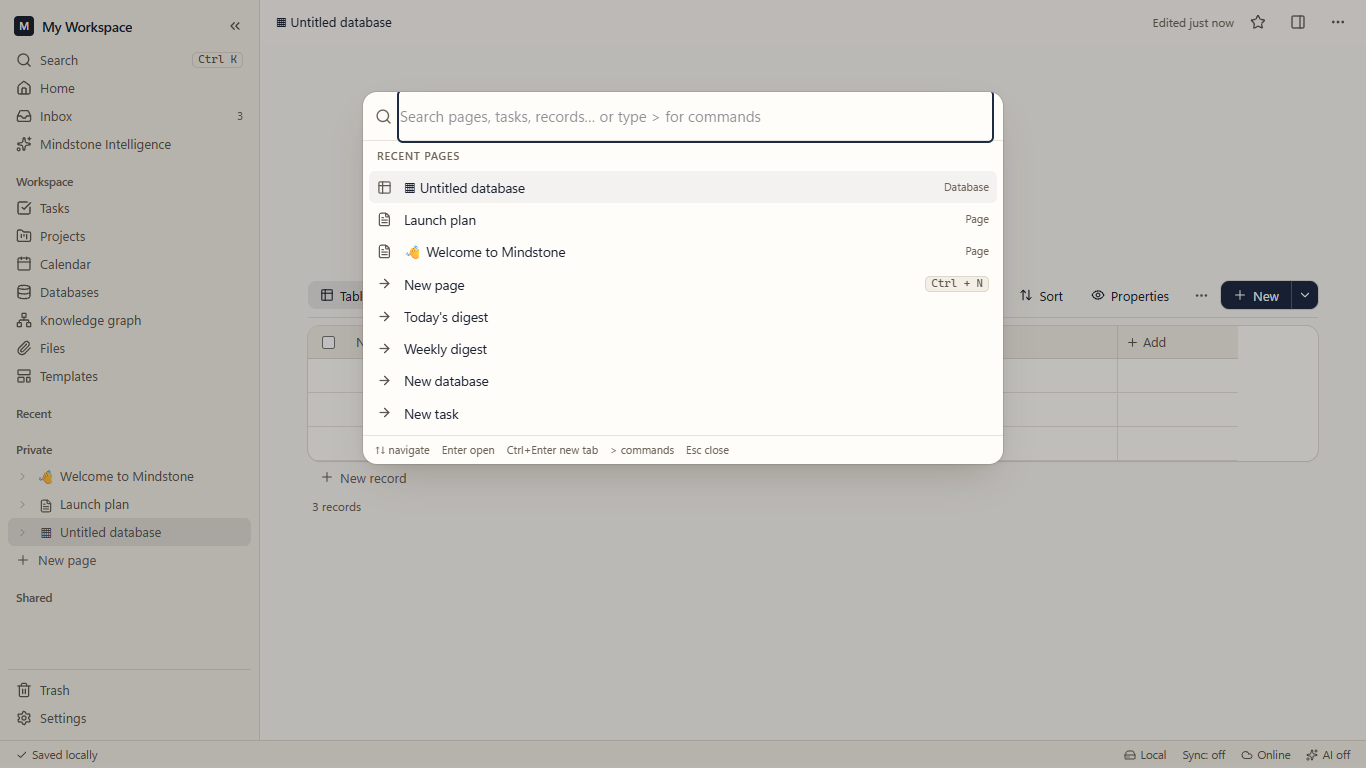 M My Workspace
Search Ctrl K
Home
Inbox 3
Mindstone Intelligence
Workspace
Tasks
Projects
Calendar
Databases
Knowledge graph
Files
Templates
Recent
Private
Welcome to Mindstone
Launch plan
Untitled database
New page
Shared
Trash
Settings
Saved locally
Untitled database
Edited just now
Search pages, tasks, records... or type > for commands
RECENT PAGES
Untitled database Database
Launch plan Page
Welcome to Mindstone Page
New page Ctrl + N
Today's digest
Weekly digest
New database
New task
↑↓ navigate Enter open Ctrl+Enter new tab > commands Esc close
Sort Properties New
Add
New record
3 records
Local Sync: off Online AI off